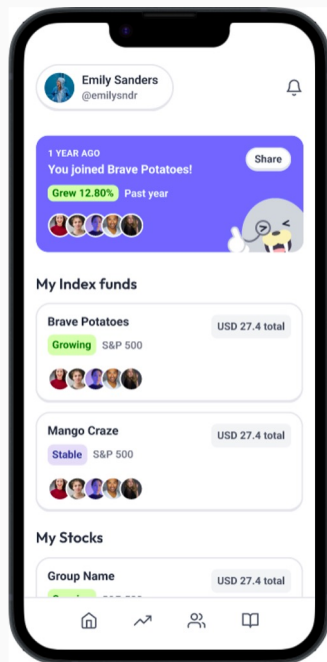 Emily Sanders
@emilysndr
1 YEAR AGO
Share
You joined Brave Potatoes!
Grew 12.80% Past year
My Index funds
Brave Potatoes
USD 27.4 total
Growing S&P 500
Mango Craze
USD 27.4 total
Stable S&P 500
My Stocks
Group Name
USD 27.4 total